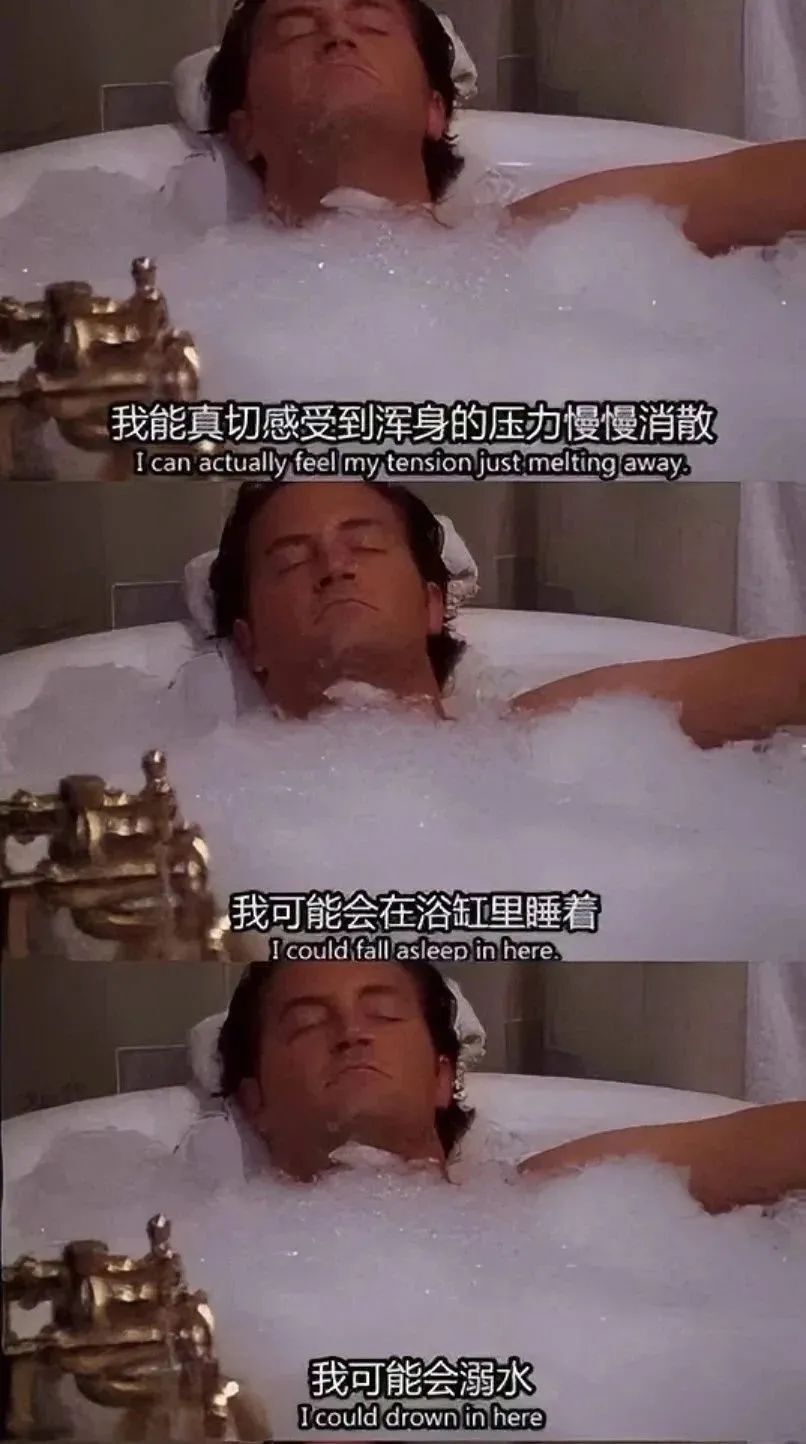 我能真切感受到浑身的压力慢慢消散
I can actually feel my tension just melting away.
我可能会在浴缸里睡着
I could fall asleep in here.
我可能会溺水
I could drown in here